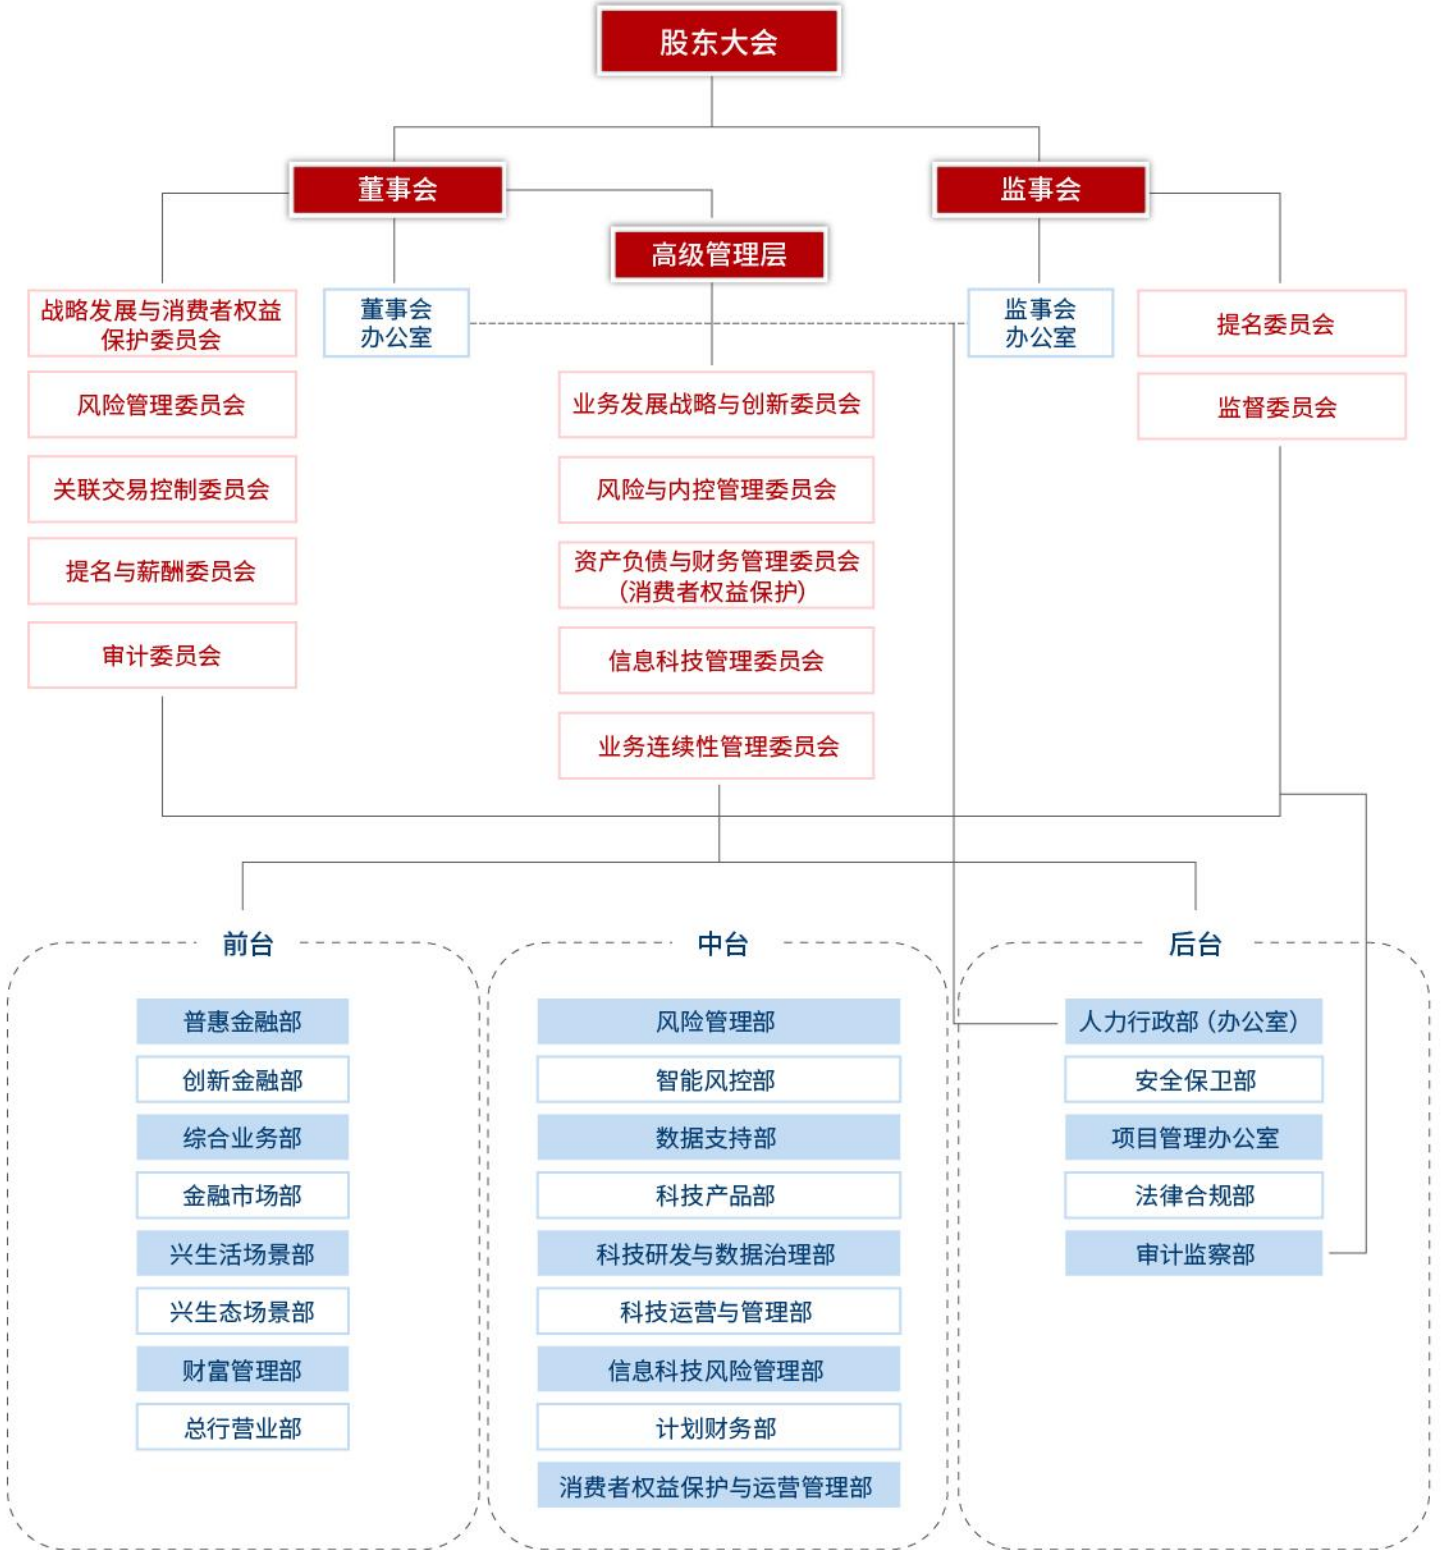 股东大会
董事会
监事会
高级管理层
战略发展与消费者权益
保护委员会
董事会
办公室
监事会
办公室
提名委员会
风险管理委员会
业务发展战略与创新委员会
监督委员会
关联交易控制委员会
风险与内控管理委员会
提名与薪酬委员会
资产负债与财务管理委员会
（消费者权益保护）
审计委员会
信息科技管理委员会
业务连续性管理委员会
前台
普惠金融部
创新金融部
综合业务部
金融市场部
兴生活场景部
兴生态场景部
财富管理部
总行营业部
中台
风险管理部
智能风控部
数据支持部
科技产品部
科技研发与数据治理部
科技运营与管理部
信息科技风险管理部
计划财务部
消费者权益保护与运营管理部
后台
人力行政部（办公室）
安全保卫部
项目管理办公室
法律合规部
审计监察部